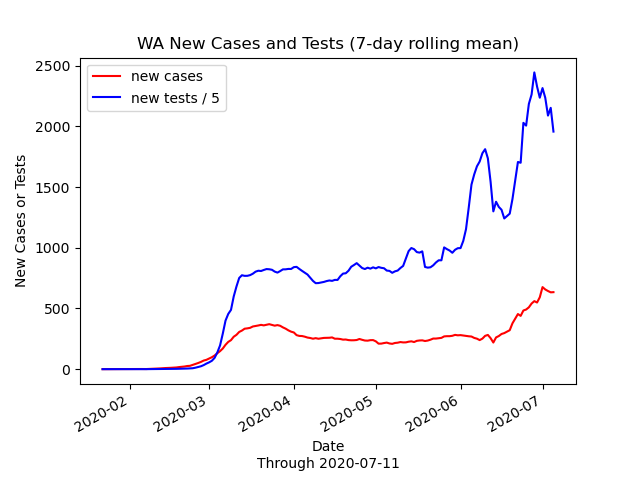 WA New Cases and Tests (7-day rolling mean)
new cases
new tests / 5
New Cases or Tests
2500
2000
1500
1000
500
0
2020-02
2020-03
2020-04
2020-05
2020-06
2020-07
Date
Through 2020-07-11